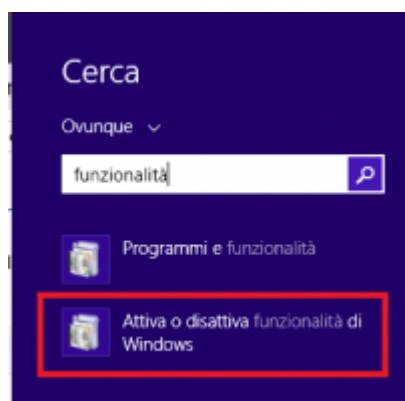 Cerca
Ovunque
funzionalità
Programmi e funzionalità
Attiva o disattiva funzionalità di
Windows